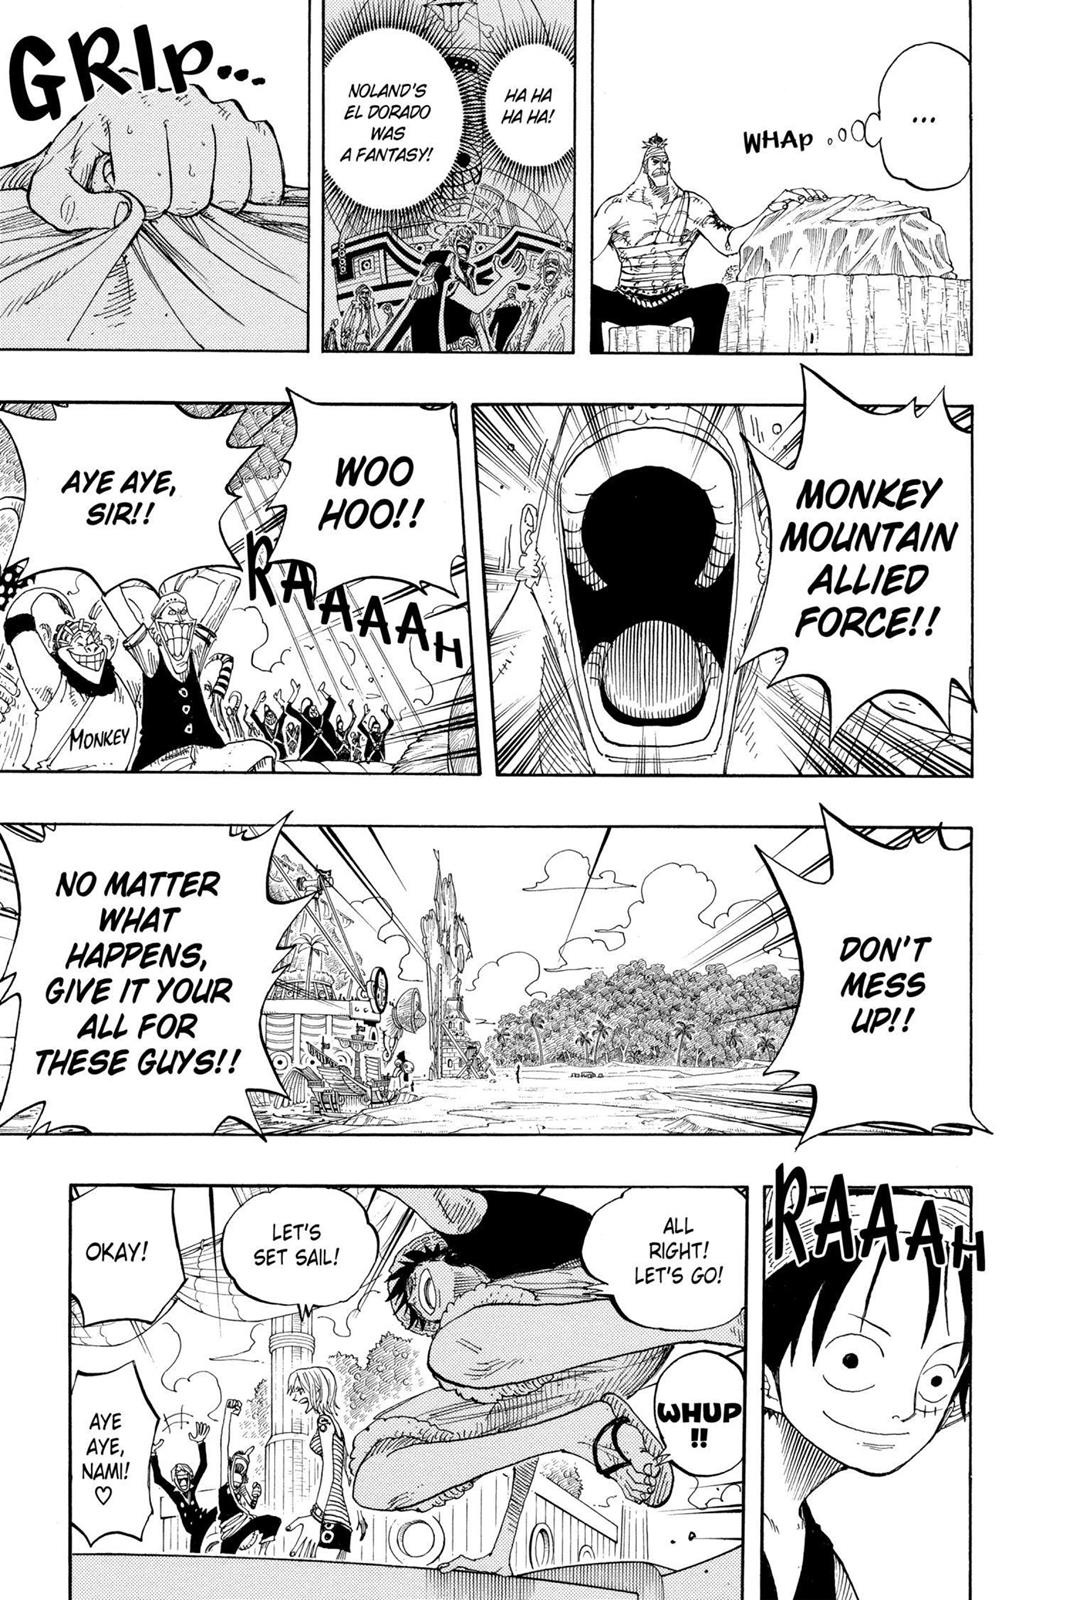 ...
WHAP
HA HA
HA HA!
NOLAND'S
EL DORADO
WAS
A FANTASY!
GRIP...
MONKEY
MOUNTAIN
ALLIED
FORCE!!
WOO
HOO!!
AYE AYE,
SIR!!
RAAAAAH
MONKEY
DON'T
MESS
UP!!
NO MATTER
WHAT
HAPPENS,
GIVE IT YOUR
ALL FOR
THESE GUYS!!
RAAAAH
ALL
RIGHT!
LET'S GO!
WHUP
!!
LET'S
SET SAIL!
OKAY!
AYE
AYE,
NAMI!
♡